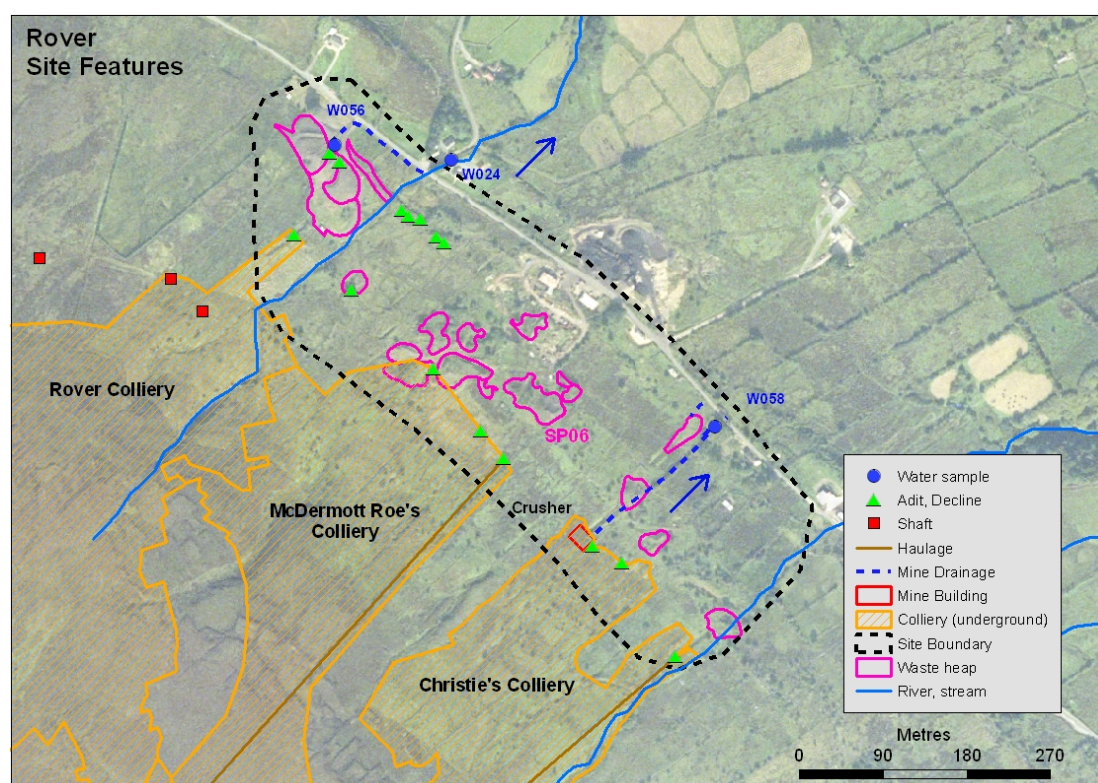 Rover
Site Features
W056
W024
Rover Colliery
W058
SP06
McDermott Roe's
Colliery
Crusher
Christie's Colliery
Water sample
Adit, Decline
Shaft
Haulage
Mine Drainage
Mine Building
Colliery (underground)
Site Boundary
Waste heap
River, stream
Metres
0 90 180 270